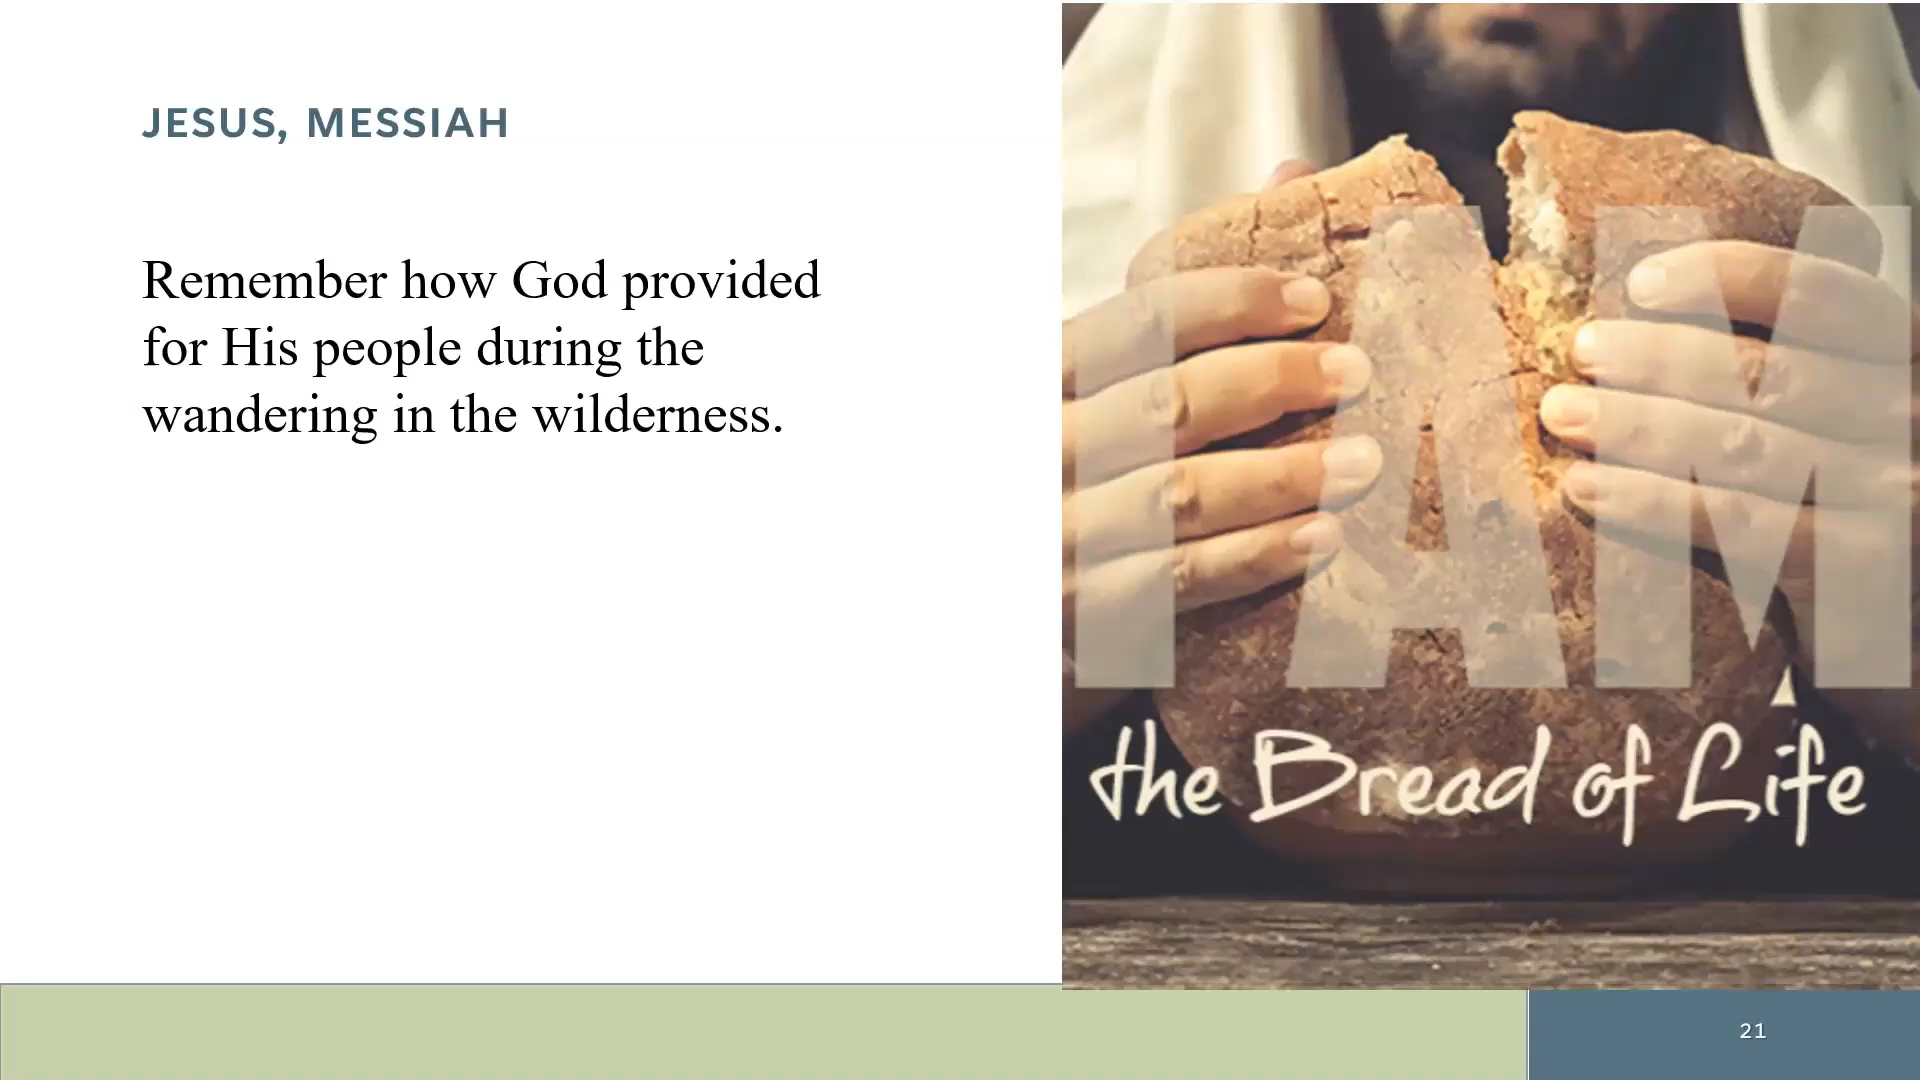 JESUS, MESSIAH
Remember how God provided
for His people during the
wandering in the wilderness.
I AM
the Bread of Life
21